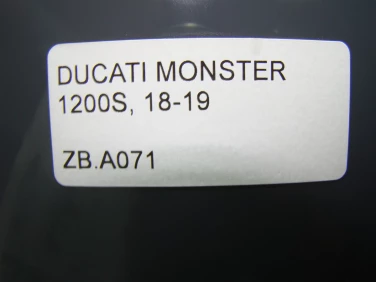 DUCATI MONSTER
1200S, 18-19
ZB.A071